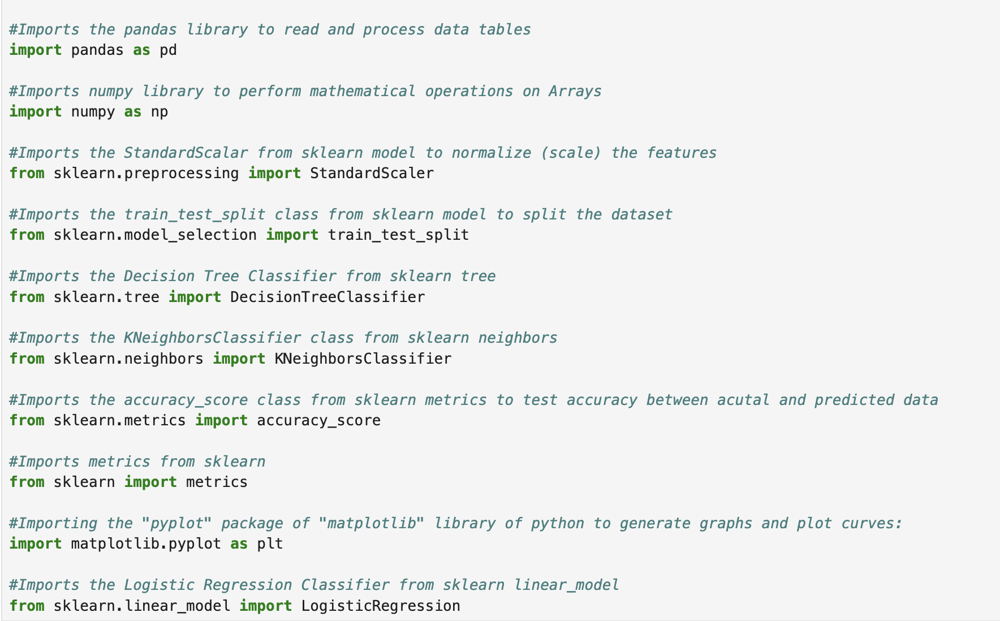 #Imports the pandas library to read and process data tables
import pandas as pd
#Imports numpy library to perform mathematical operations on Arrays
import numpy as np
#Imports the StandardScalar from sklearn model to normalize (scale) the features
from sklearn.preprocessing import StandardScaler
#Imports the train_test_split class from sklearn model to split the dataset
from sklearn.model_selection import train_test_split
#Imports the Decision Tree Classifier from sklearn tree
from sklearn.tree import DecisionTreeClassifier
#Imports the KNeighborsClassifier class from sklearn neighbors
from sklearn.neighbors import KNeighborsClassifier
#Imports the accuracy_score class from sklearn metrics to test accuracy between acutal and predicted data
from sklearn.metrics import accuracy_score
#Imports metrics from sklearn
from sklearn import metrics
#Importing the "pyplot" package of "matplotlib" library of python to generate graphs and plot curves:
import matplotlib.pyplot as plt
#Imports the Logistic Regression Classifier from sklearn linear_model
from sklearn.linear_model import LogisticRegression